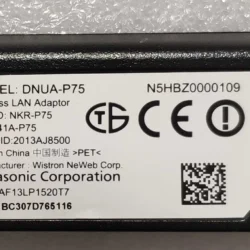 EL: DNUA-P75
N5HBZ0000109
ss LAN Adaptor
D: NKR-P75
41A-P75
ID:2013AJ8500
n China 中国制造 >PET<
er : Wistron NeWeb Corp.
asonic Corporation
AF13LP1520T7
BC307D765116